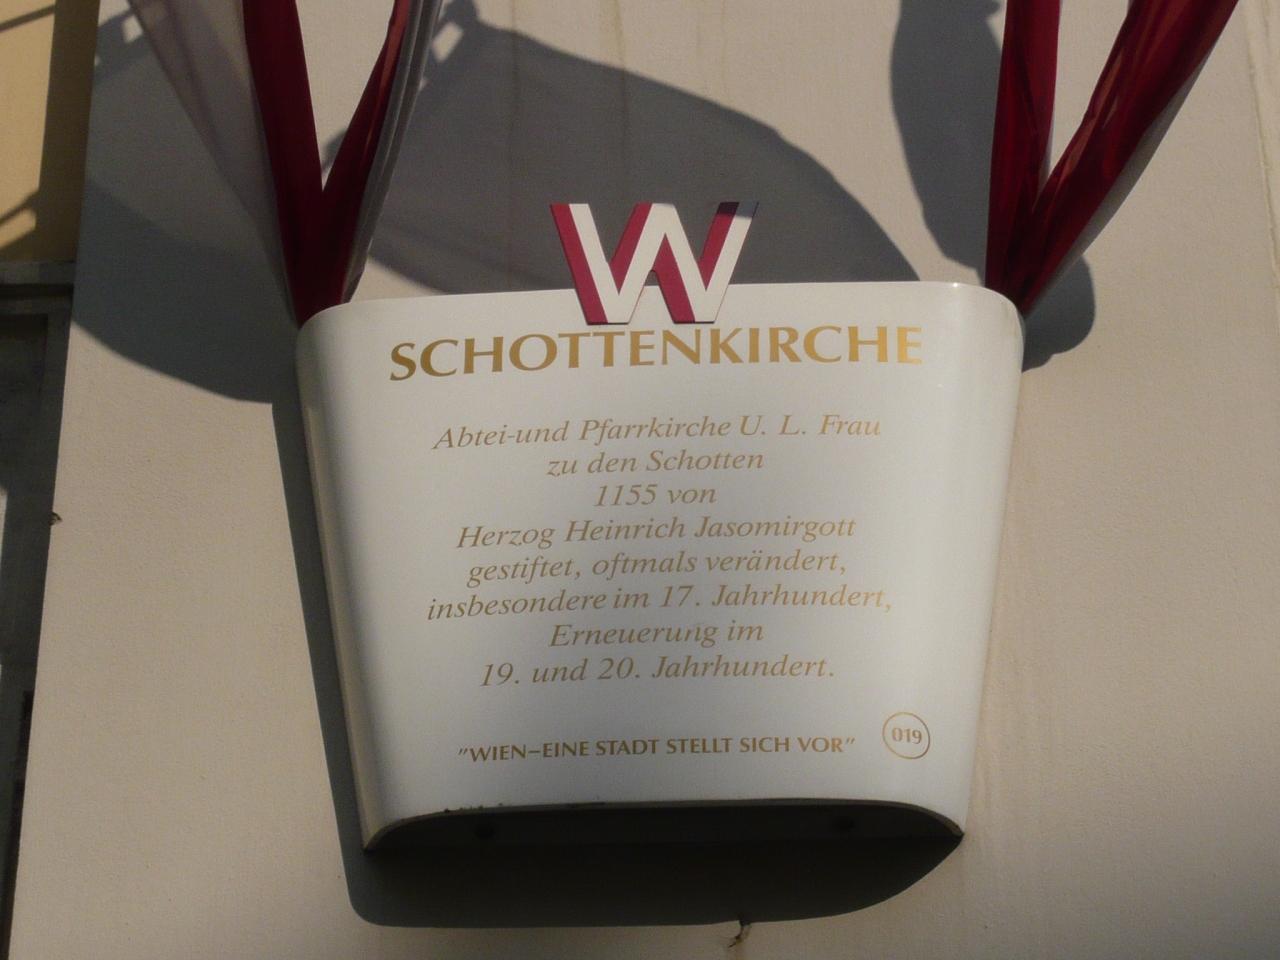 W
SCHOTTENKIRCHE
Abtei-und Pfarrkirche U. L. Frau
zu den Schotten
1155 von
Herzog Heinrich Jasomirgott
gestiftet, oftmals verändert,
insbesondere im 17. Jahrhundert,
Erneuerung im
19. und 20. Jahrhundert.
"WIEN–EINE STADT STELLT SICH VOR"
019